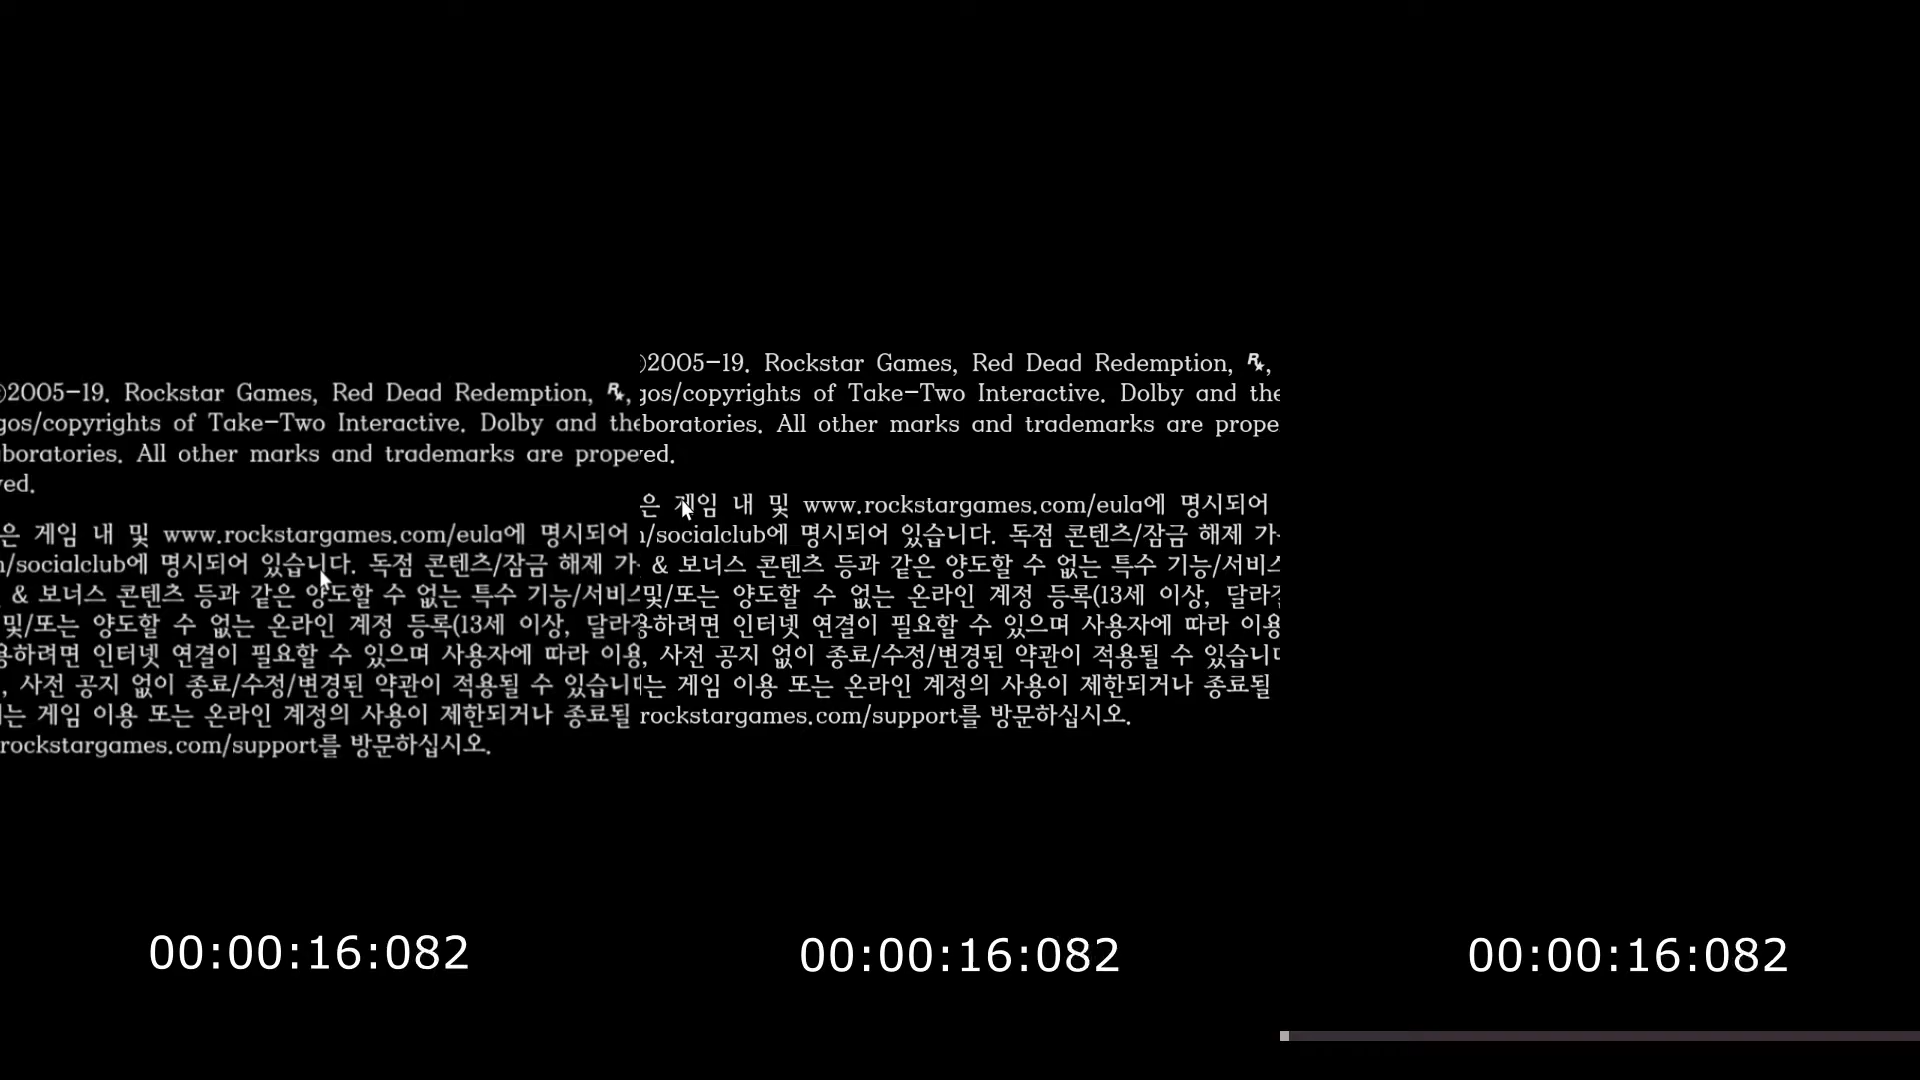 ©2005-19. Rockstar Games, Red Dead Redemption,
gos/copyrights of Take-Two Interactive. Dolby and the
boratories. All other marks and trademarks are prope
ved.
은 게임 내 및 www.rockstargames.com/eula에 명시되어
/socialclub에 명시되어 있습니다. 독점 콘텐츠/잠금 해제 가
& 보너스 콘텐츠 등과 같은 양도할 수 없는 특수 기능/서비스
및/또는 양도할 수 없는 온라인 계정 등록(13세 이상, 달라
용하려면 인터넷 연결이 필요할 수 있으며 사용자에 따라 이용
, 사전 공지 없이 종료/수정/변경된 약관이 적용될 수 있습니다
는 게임 이용 또는 온라인 계정의 사용이 제한되거나 종료될
rockstargames.com/support를 방문하십시오.
00:00:16:082
2005-19. Rockstar Games, Red Dead Redemption,
gos/copyrights of Take-Two Interactive. Dolby and the
boratories. All other marks and trademarks are prope
ved.
은 게임 내 및 www.rockstargames.com/eula에 명시되어
/socialclub에 명시되어 있습니다. 독점 콘텐츠/잠금 해제 가
& 보너스 콘텐츠 등과 같은 양도할 수 없는 특수 기능/서비스
및/또는 양도할 수 없는 온라인 계정 등록(13세 이상, 달라
용하려면 인터넷 연결이 필요할 수 있으며 사용자에 따라 이용
, 사전 공지 없이 종료/수정/변경된 약관이 적용될 수 있습니다
는 게임 이용 또는 온라인 계정의 사용이 제한되거나 종료될
rockstargames.com/support를 방문하십시오.
00:00:16:082
00:00:16:082